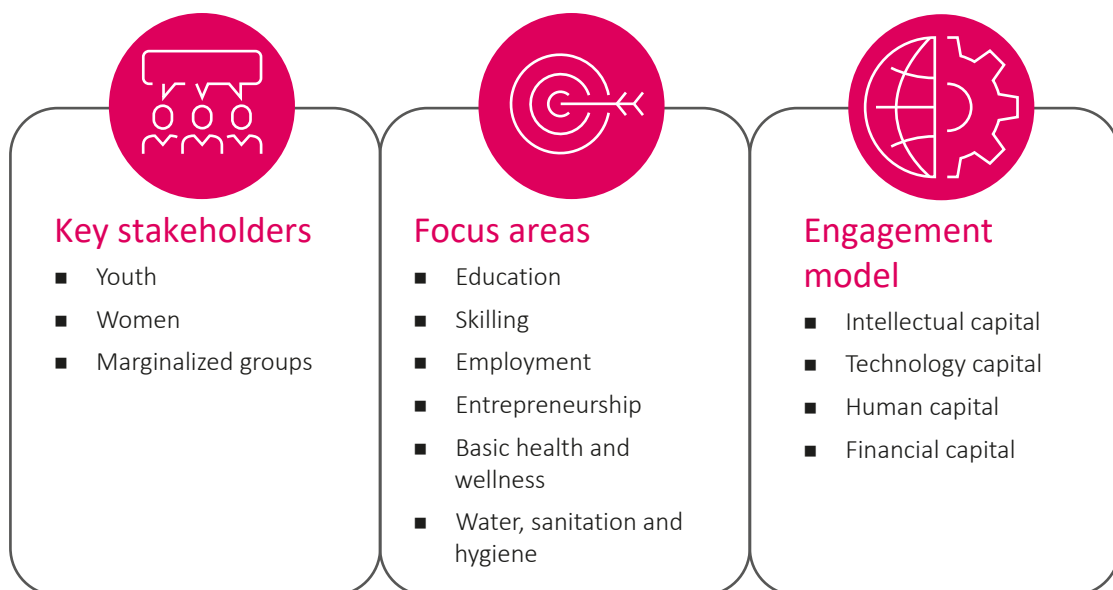 Key stakeholders
■ Youth
■ Women
■ Marginalized groups
Focus areas
■ Education
■ Skilling
■ Employment
■ Entrepreneurship
■ Basic health and
wellness
■ Water, sanitation and
hygiene
Engagement
model
■ Intellectual capital
■ Technology capital
■ Human capital
■ Financial capital